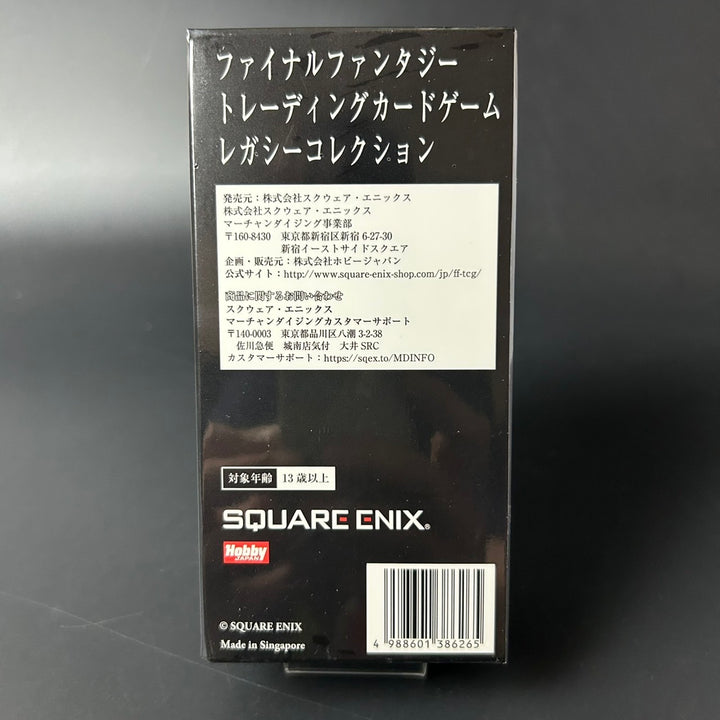 ファイナルファンタジー
トレーディングカードゲーム
レガシーコレクション
発売元：株式会社スクウェア・エニックス
株式会社スクウェア・エニックス
マーチャンダイジング事業部
〒160-8430　東京都新宿区新宿 6-27-30
新宿イーストサイドスクエア
企画・販売元：株式会社ホビージャパン
公式サイト：http://www.square-enix-shop.com/jp/ff-tcg/
商品に関するお問い合わせ
スクウェア・エニックス
マーチャンダイジングカスタマーサポート
〒140-0003　東京都品川区八潮 3-2-38
佐川急便　城南店気付　大井 SRC
カスタマーサポート：https://sqex.to/MDINFO
対象年齢 13 歳以上
SQUARE ENIX®
Hobby
JAPAN
© SQUARE ENIX
Made in Singapore
4 988601 386265